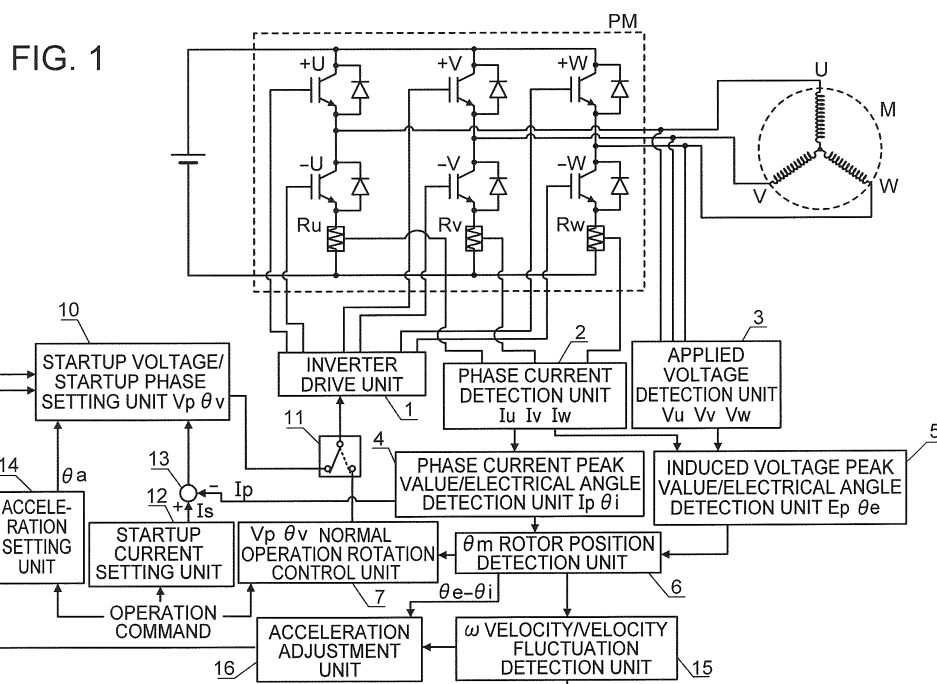 FIG. 1
PM
+U
+V
+W
-U
-V
-W
Ru
Rv
Rw
U
M
V
W
10
STARTUP VOLTAGE/
STARTUP PHASE
SETTING UNIT Vp θv
INVERTER
DRIVE UNIT
1
2
PHASE CURRENT
DETECTION UNIT
Iu Iv Iw
3
APPLIED
VOLTAGE
DETECTION UNIT
Vu Vv Vw
11
4
PHASE CURRENT PEAK
VALUE/ELECTRICAL ANGLE
DETECTION UNIT Ip θi
5
INDUCED VOLTAGE PEAK
VALUE/ELECTRICAL ANGLE
DETECTION UNIT Ep θe
14
θa
13
- Ip
+ Is
12
ACCELE-
RATION
SETTING
UNIT
STARTUP
CURRENT
SETTING UNIT
Vp θv NORMAL
OPERATION ROTATION
CONTROL UNIT
7
θm ROTOR POSITION
DETECTION UNIT
6
θe-θi
OPERATION
COMMAND
ACCELERATION
ADJUSTMENT
UNIT
16
ω VELOCITY/VELOCITY
FLUCTUATION
DETECTION UNIT
15